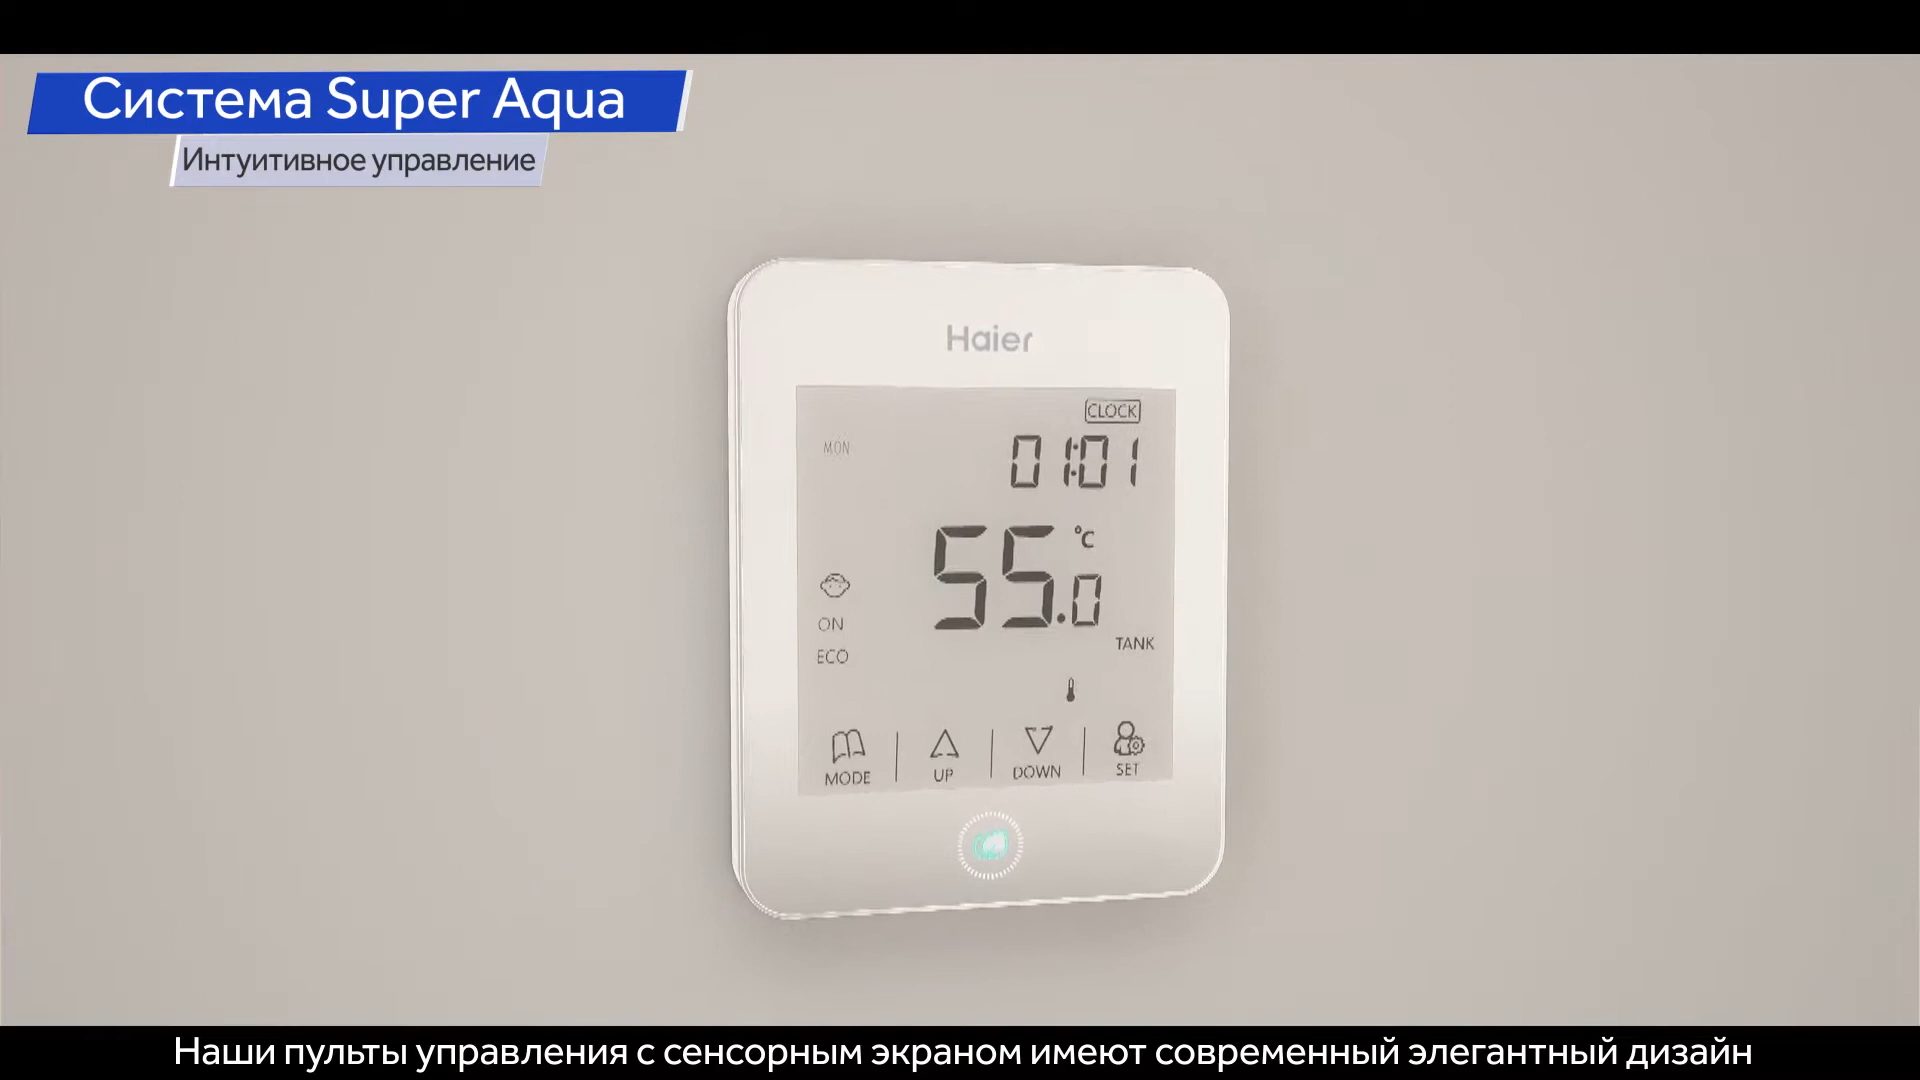 Система Super Aqua
Интуитивное управление
Haier
CLOCK
MON
01:01
55.0 °C
ON
TANK
ECO
MODE
UP
DOWN
SET
Наши пульты управления с сенсорным экраном имеют современный элегантный дизайн